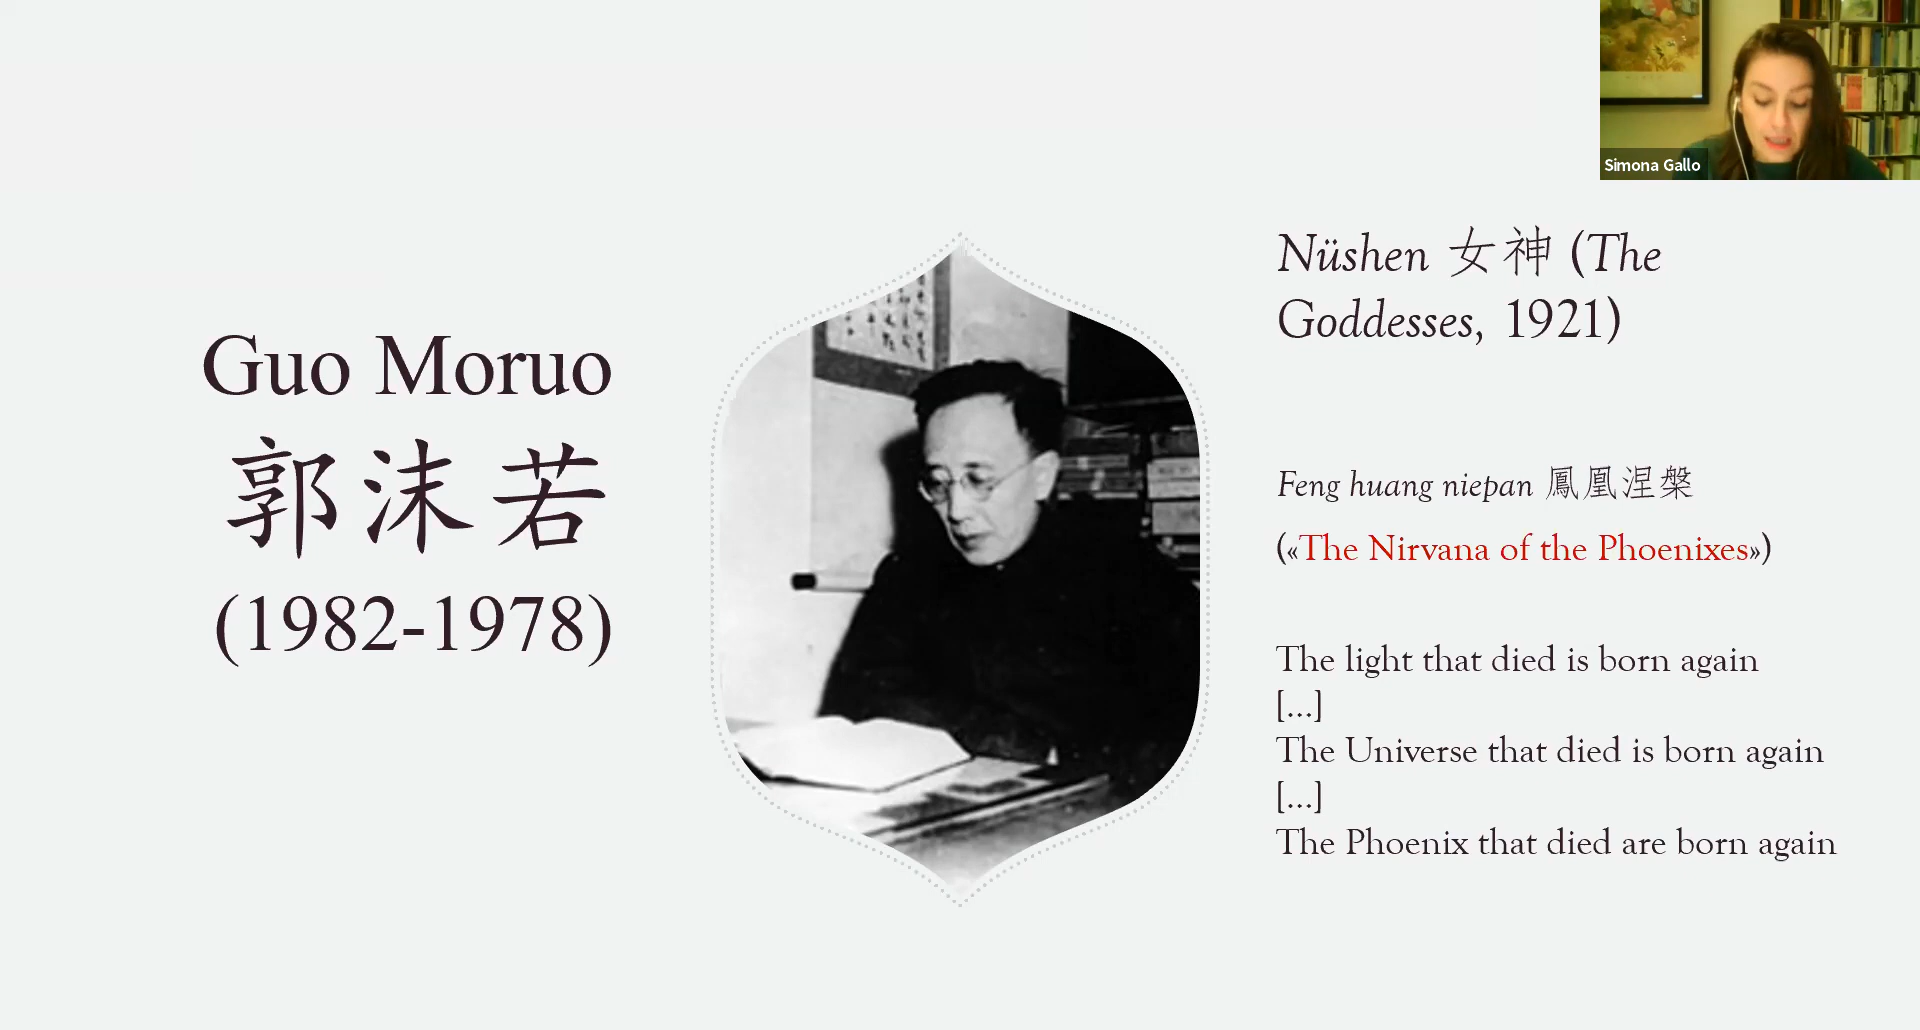 Simona Gallo
Guo Moruo
郭沫若
(1982-1978)
Nüshen 女神 (The
Goddesses, 1921)
Feng huang niepan 鳳凰涅槃
(«The Nirvana of the Phoenixes»)
The light that died is born again
[...]
The Universe that died is born again
[...]
The Phoenix that died are born again